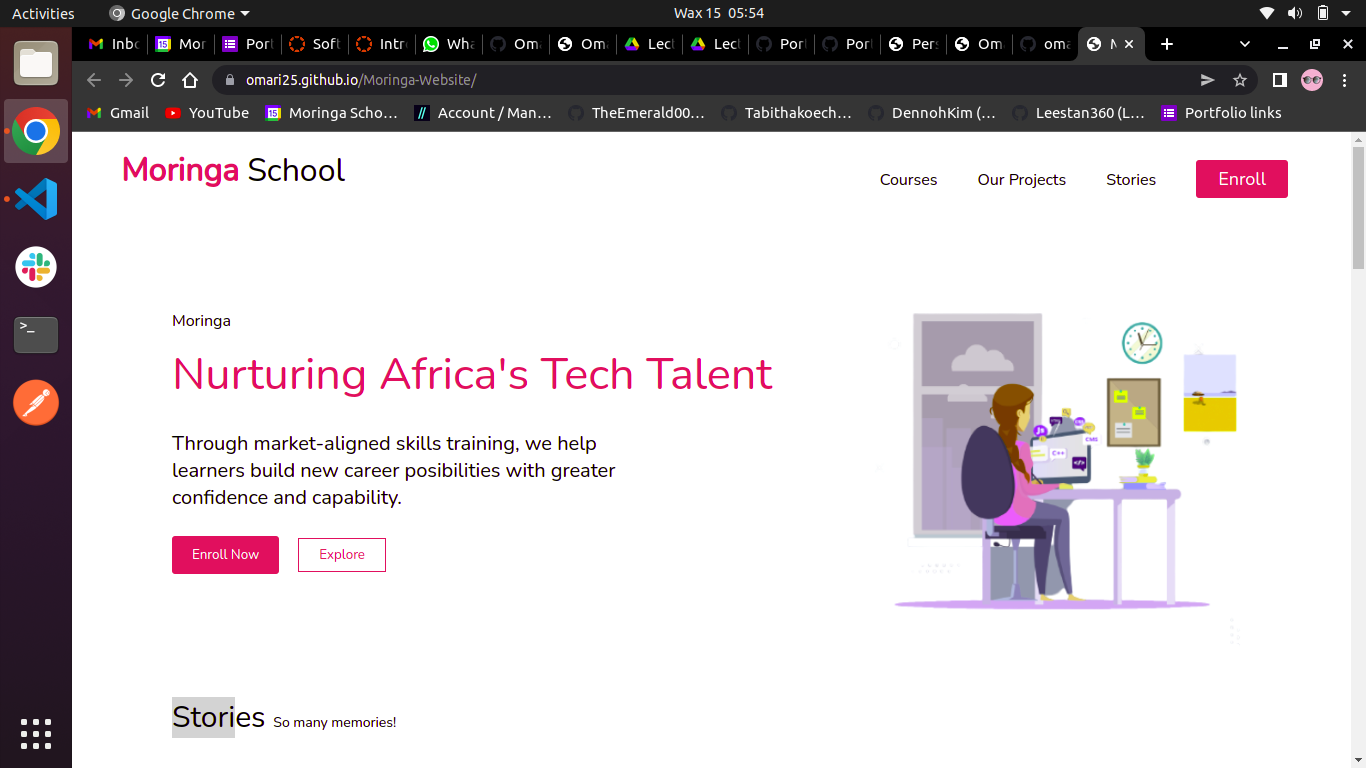 Activities Google Chrome Wax 15 05:54
Inbo Mor Port Soft Intro Wha Oma Oma Lect Lect Port Port Pers Om oma
omari25.github.io/Moringa-Website/
Gmail YouTube Moringa Scho… Account / Man… TheEmerald00… Tabithakoech… DennohKim (… Leestan360 (L… Portfolio links
Moringa School
Courses Our Projects Stories Enroll
Moringa
Nurturing Africa's Tech Talent
Through market-aligned skills training, we help
learners build new career posibilities with greater
confidence and capability.
Enroll Now Explore
C++
CMS
</>
Stories So many memories!